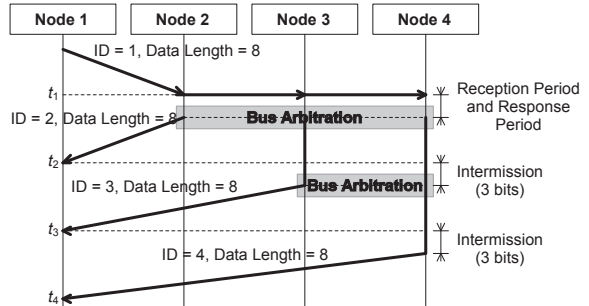 Node 1
Node 2
Node 3
Node 4
ID = 1, Data Length = 8
t1
Reception Period
and Response
Period
ID = 2, Data Length = 8
Bus Arbitration
t2
Intermission
(3 bits)
ID = 3, Data Length = 8
Bus Arbitration
t3
Intermission
(3 bits)
ID = 4, Data Length = 8
t4